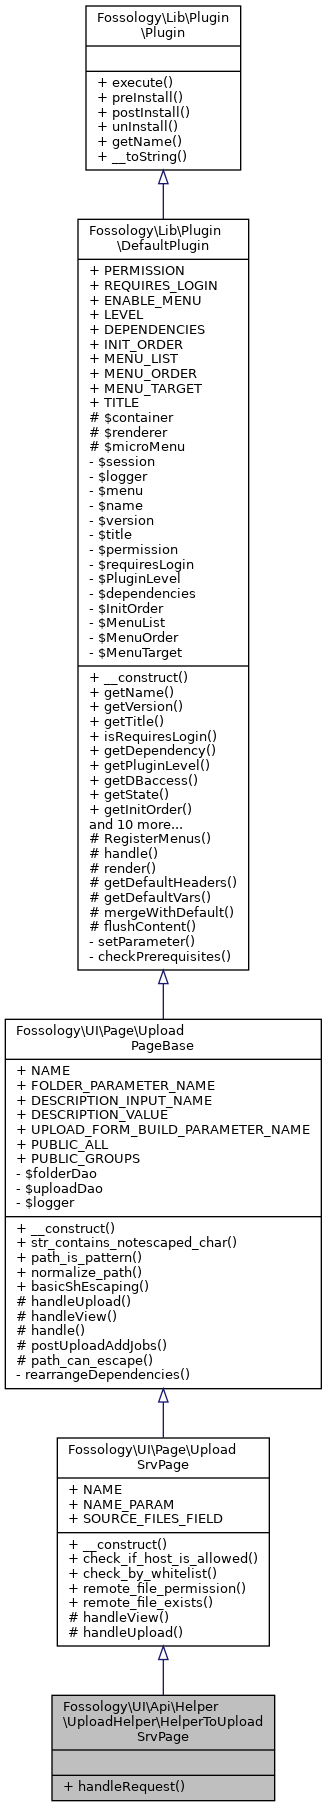 Fossology\Lib\Plugin
\Plugin
+ execute()
+ preInstall()
+ postInstall()
+ unInstall()
+ getName()
+ __toString()
Fossology\Lib\Plugin
\DefaultPlugin
+ PERMISSION
+ REQUIRES_LOGIN
+ ENABLE_MENU
+ LEVEL
+ DEPENDENCIES
+ INIT_ORDER
+ MENU_LIST
+ MENU_ORDER
+ MENU_TARGET
+ TITLE
# $container
# $renderer
# $microMenu
- $session
- $logger
- $menu
- $name
- $version
- $title
- $permission
- $requiresLogin
- $PluginLevel
- $dependencies
- $InitOrder
- $MenuList
- $MenuOrder
- $MenuTarget
+ __construct()
+ getName()
+ getVersion()
+ getTitle()
+ isRequiresLogin()
+ getDependency()
+ getPluginLevel()
+ getDBaccess()
+ getState()
+ getInitOrder()
and 10 more...
# RegisterMenus()
# handle()
# render()
# getDefaultHeaders()
# getDefaultVars()
# mergeWithDefault()
# flushContent()
- setParameter()
- checkPrerequisites()
Fossology\UI\Page\Upload
PageBase
+ NAME
+ FOLDER_PARAMETER_NAME
+ DESCRIPTION_INPUT_NAME
+ DESCRIPTION_VALUE
+ UPLOAD_FORM_BUILD_PARAMETER_NAME
+ PUBLIC_ALL
+ PUBLIC_GROUPS
- $folderDao
- $uploadDao
- $logger
+ __construct()
+ str_contains_notescaped_char()
+ path_is_pattern()
+ normalize_path()
+ basicShEscaping()
# handleUpload()
# handleView()
# handle()
# postUploadAddJobs()
# path_can_escape()
- rearrangeDependencies()
Fossology\UI\Page\Upload
SrvPage
+ NAME
+ NAME_PARAM
+ SOURCE_FILES_FIELD
+ __construct()
+ check_if_host_is_allowed()
+ check_by_whitelist()
+ remote_file_permission()
+ remote_file_exists()
# handleView()
# handleUpload()
Fossology\UI\Api\Helper
\UploadHelper\HelperToUpload
SrvPage
+ handleRequest()